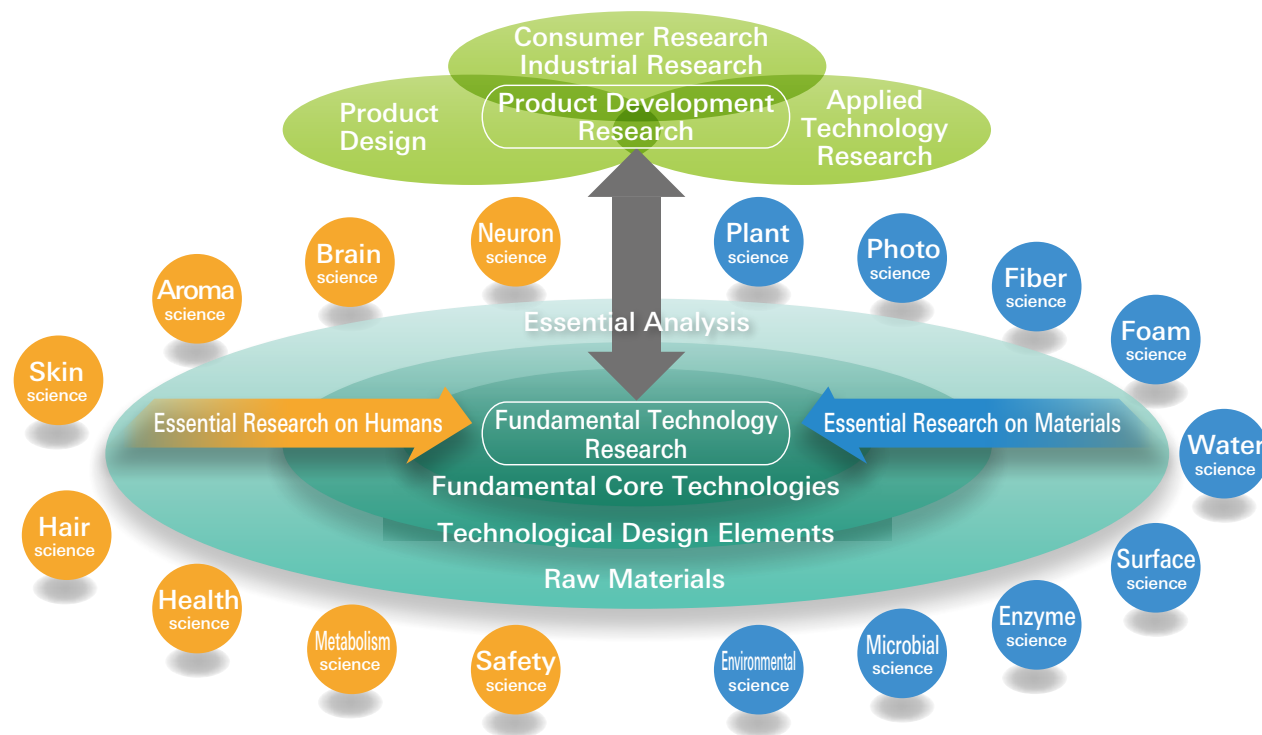 Consumer Research
Industrial Research
Product
Design
Product Development
Research
Applied
Technology
Research
Neuron
science
Plant
science
Brain
science
Photo
science
Aroma
science
Fiber
science
Essential Analysis
Foam
science
Skin
science
Essential Research on Humans
Fundamental Technology
Research
Essential Research on Materials
Water
science
Fundamental Core Technologies
Hair
science
Technological Design Elements
Surface
science
Raw Materials
Health
science
Enzyme
science
Metabolism
science
Microbial
science
Safety
science
Environmental
science